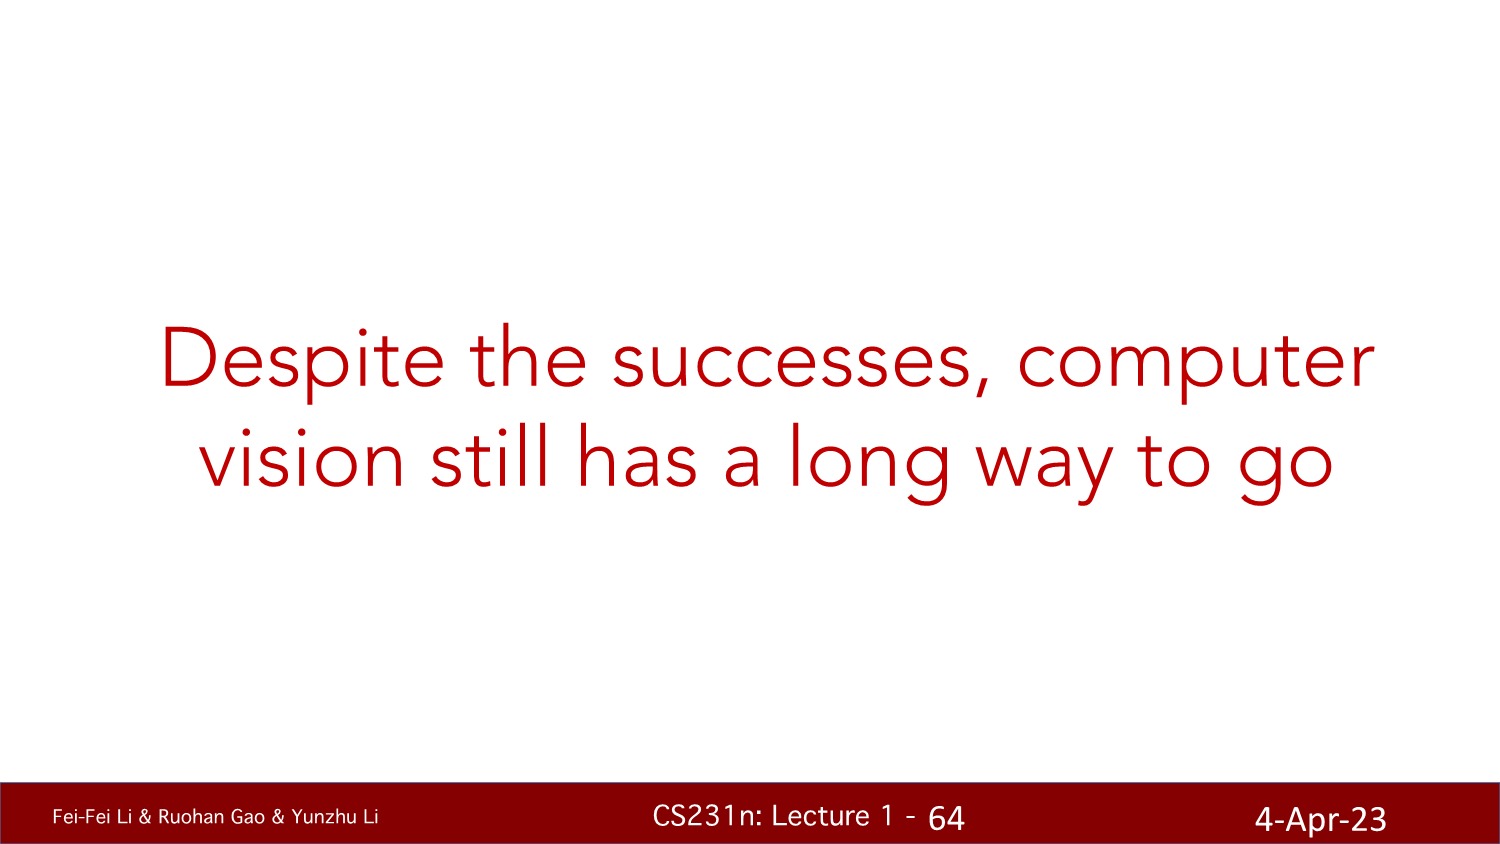 Despite the successes, computer
vision still has a long way to go
Fei-Fei Li & Ruohan Gao & Yunzhu Li
CS231n: Lecture 1 - 64
4-Apr-23